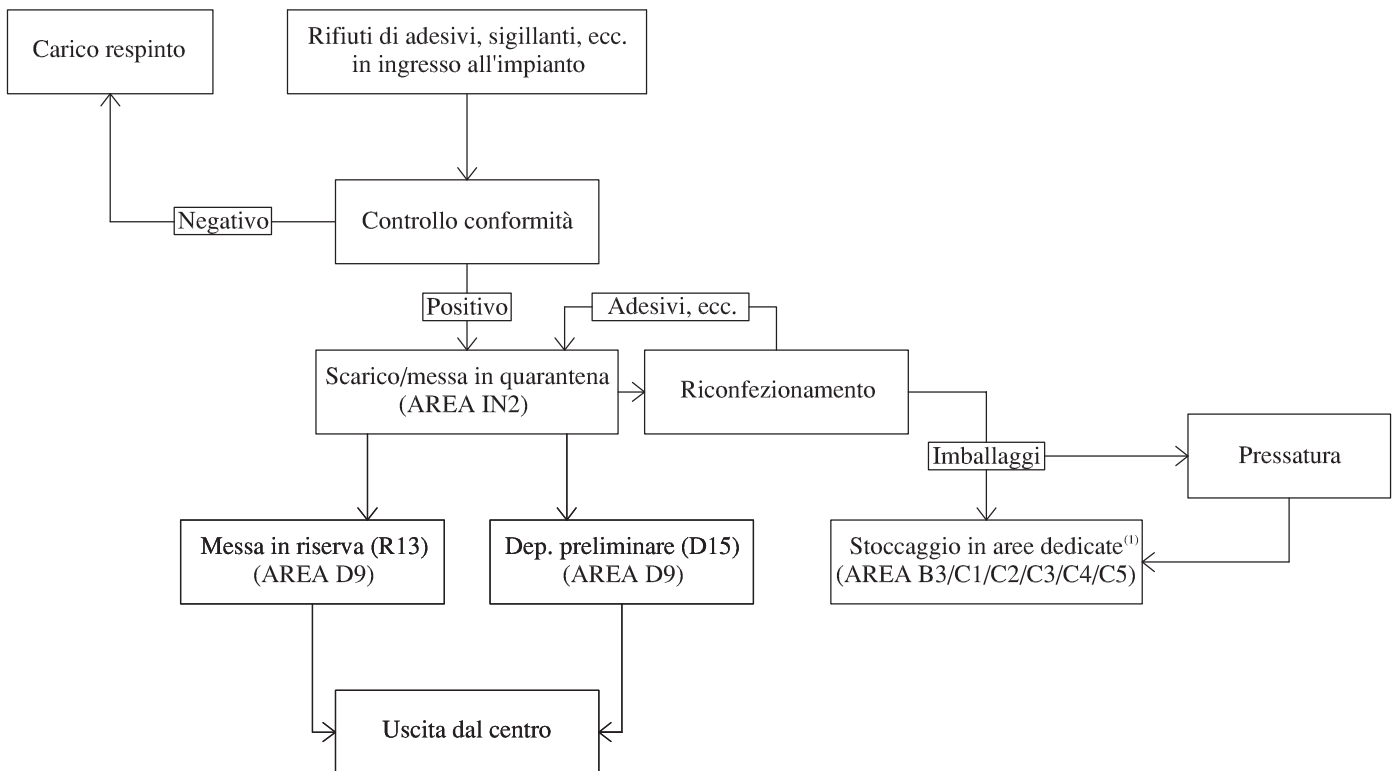 Carico respinto
Rifiuti di adesivi, sigillanti, ecc.
in ingresso all'impianto
Negativo
Controllo conformità
Positivo
Adesivi, ecc.
Scarico/messa in quarantena
(AREA IN2)
Riconfezionamento
Imballaggi
Pressatura
Messa in riserva (R13)
(AREA D9)
Dep. preliminare (D15)
(AREA D9)
Stoccaggio in aree dedicate(1)
(AREA B3/C1/C2/C3/C4/C5)
Uscita dal centro